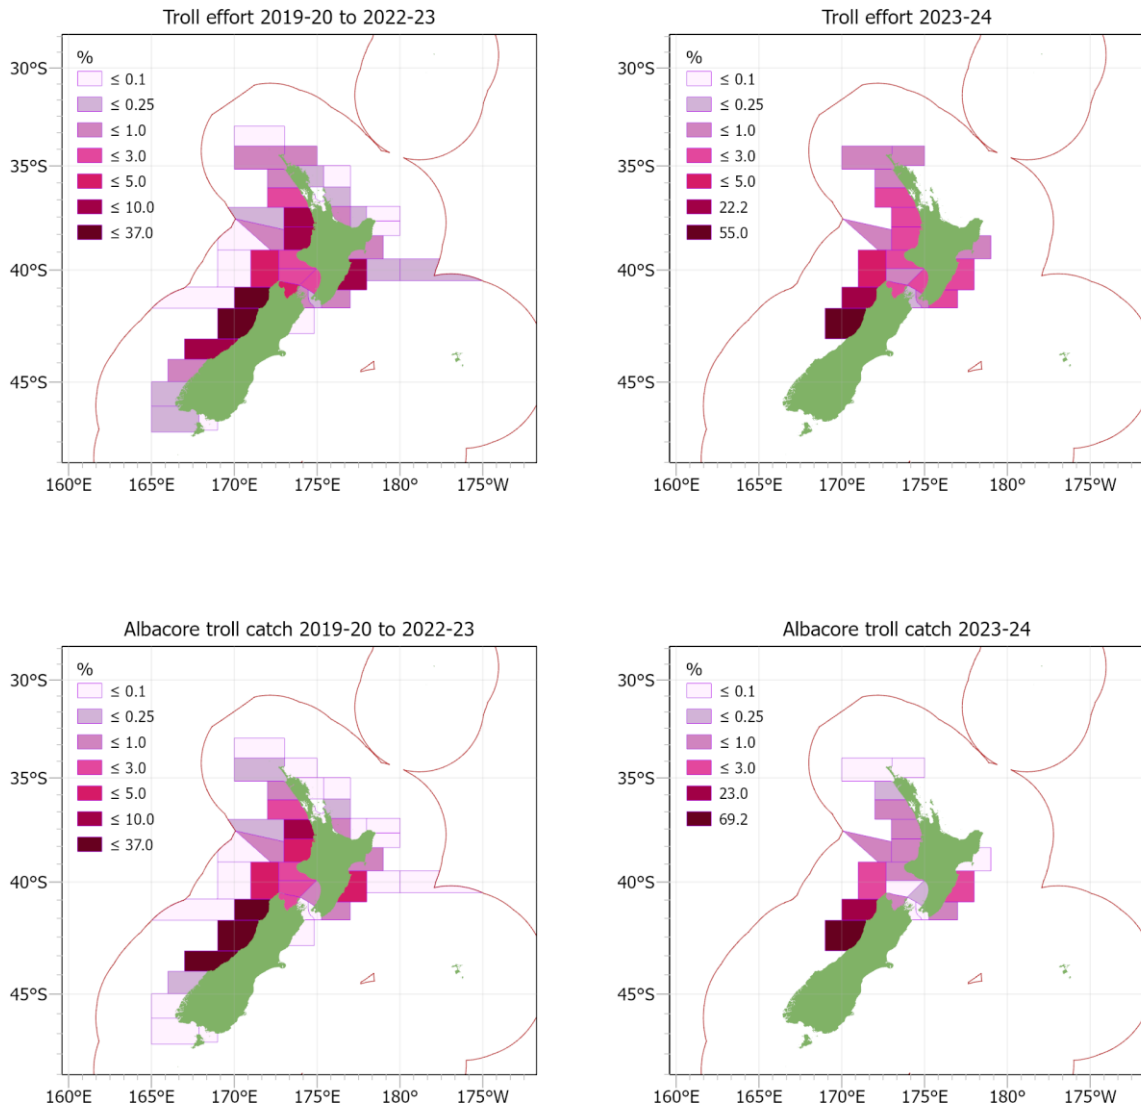 Troll effort 2019-20 to 2022-23
%
≤ 0.1
≤ 0.25
≤ 1.0
≤ 3.0
≤ 5.0
≤ 10.0
≤ 37.0
30°S
35°S
40°S
45°S
160°E 165°E 170°E 175°E 180° 175°W
Troll effort 2023-24
%
≤ 0.1
≤ 0.25
≤ 1.0
≤ 3.0
≤ 5.0
22.2
55.0
30°S
35°S
40°S
45°S
160°E 165°E 170°E 175°E 180° 175°W
Albacore troll catch 2019-20 to 2022-23
%
≤ 0.1
≤ 0.25
≤ 1.0
≤ 3.0
≤ 5.0
≤ 10.0
≤ 37.0
30°S
35°S
40°S
45°S
160°E 165°E 170°E 175°E 180° 175°W
Albacore troll catch 2023-24
%
≤ 0.1
≤ 0.25
≤ 1.0
≤ 3.0
23.0
69.2
30°S
35°S
40°S
45°S
160°E 165°E 170°E 175°E 180° 175°W